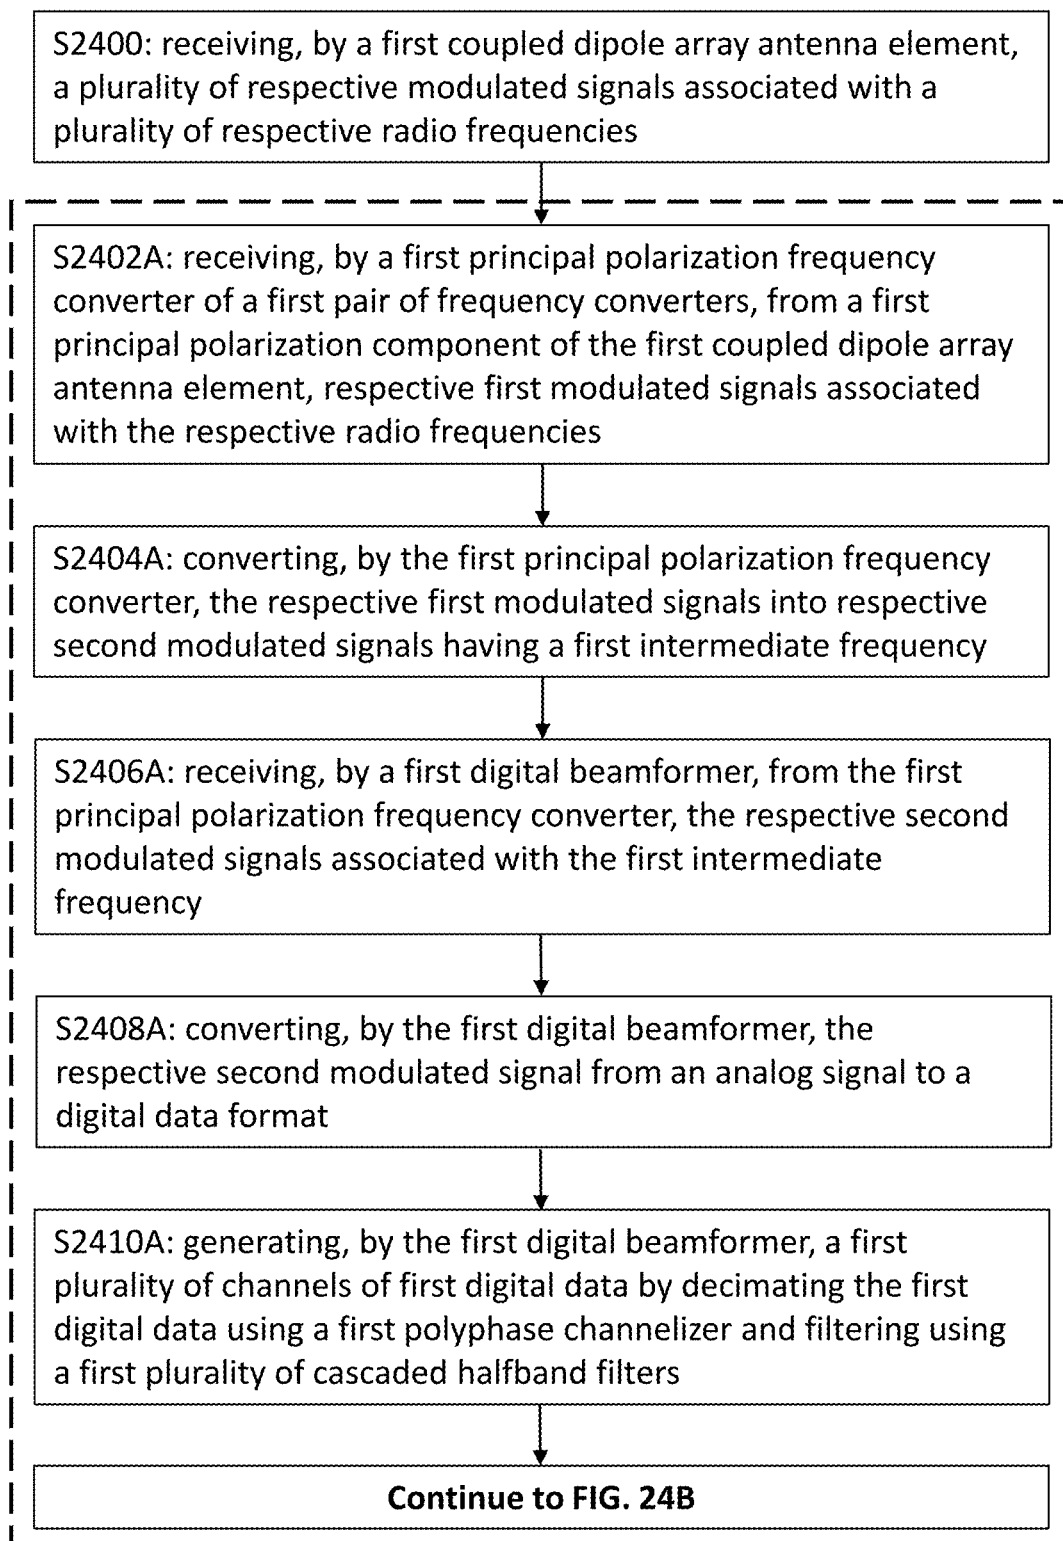 S2400: receiving, by a first coupled dipole array antenna element,
a plurality of respective modulated signals associated with a
plurality of respective radio frequencies
S2402A: receiving, by a first principal polarization frequency
converter of a first pair of frequency converters, from a first
principal polarization component of the first coupled dipole array
antenna element, respective first modulated signals associated
with the respective radio frequencies
S2404A: converting, by the first principal polarization frequency
converter, the respective first modulated signals into respective
second modulated signals having a first intermediate frequency
S2406A: receiving, by a first digital beamformer, from the first
principal polarization frequency converter, the respective second
modulated signals associated with the first intermediate
frequency
S2408A: converting, by the first digital beamformer, the
respective second modulated signal from an analog signal to a
digital data format
S2410A: generating, by the first digital beamformer, a first
plurality of channels of first digital data by decimating the first
digital data using a first polyphase channelizer and filtering using
a first plurality of cascaded halfband filters
Continue to FIG. 24B